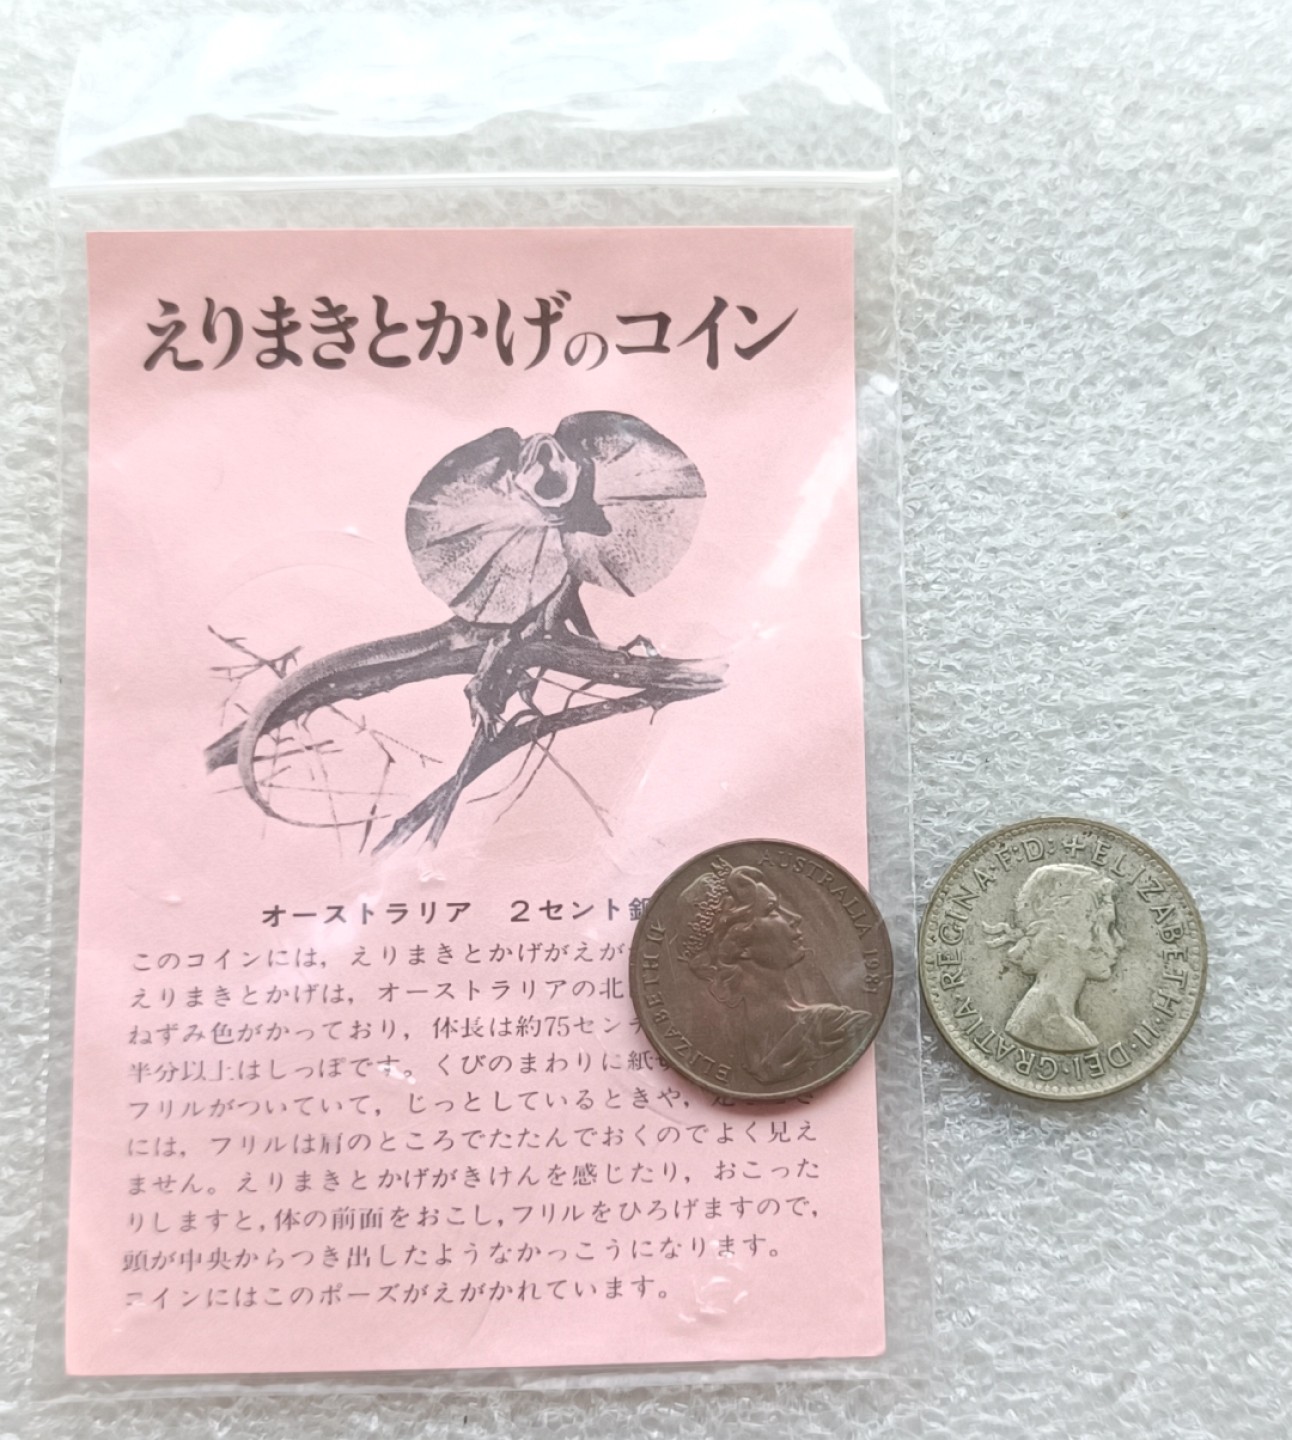 えりまきとかげのコイン
オーストラリア 2セント
このコインには，えりまきとかげがえが
えりまきとかげは，オーストラリアの北
ねずみ色がかっており，体長は約75セン
半分以上はしっぽです。くびのまわりに紙
フリルがついていて，じっとしているときや，
には，フリルは肩のところでたたんでおくのでよく見え
ません。えりまきとかげがきけんを感じたり，おこった
りしますと，体の前面をおこし，フリルをひろげますので，
頭が中央からつき出したようなかっこうになります。
コインにはこのポーズがえがかれています。
ELIZABETH II AUSTRALIA 1981
+ELIZABETH·II·DEI·GRATIA·REGINA·F:D: